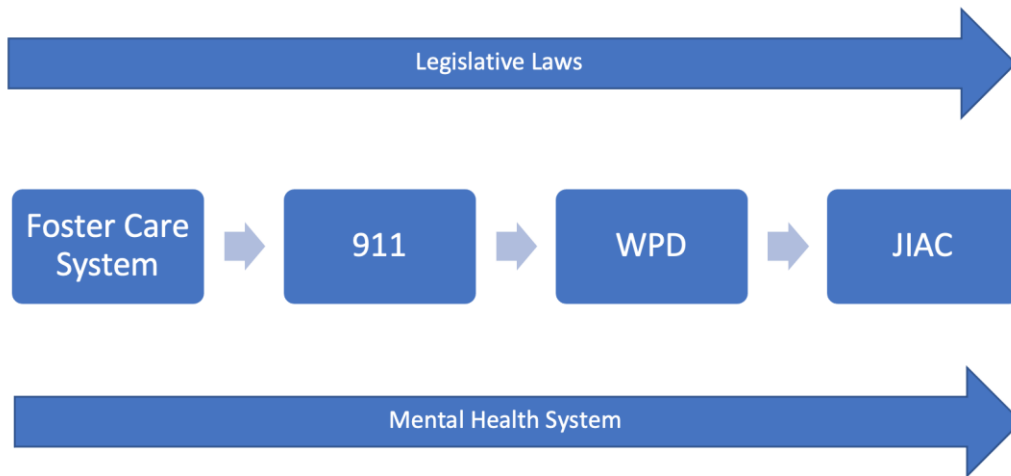 Legislative Laws
Foster Care
System
911
WPD
JIAC
Mental Health System